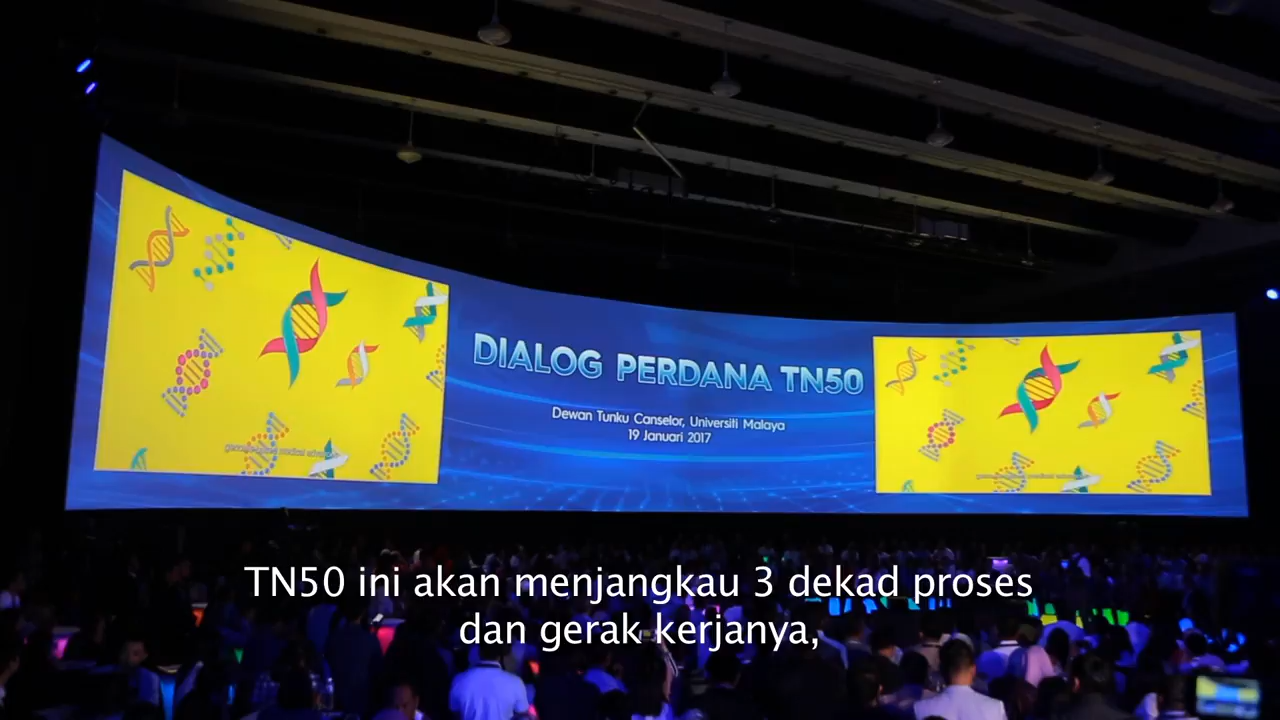 DIALOG PERDANA TN50
Dewan Tunku Canselor, Universiti Malaya
19 Januari 2017
TN50 ini akan menjangkau 3 dekad proses
dan gerak kerjanya,